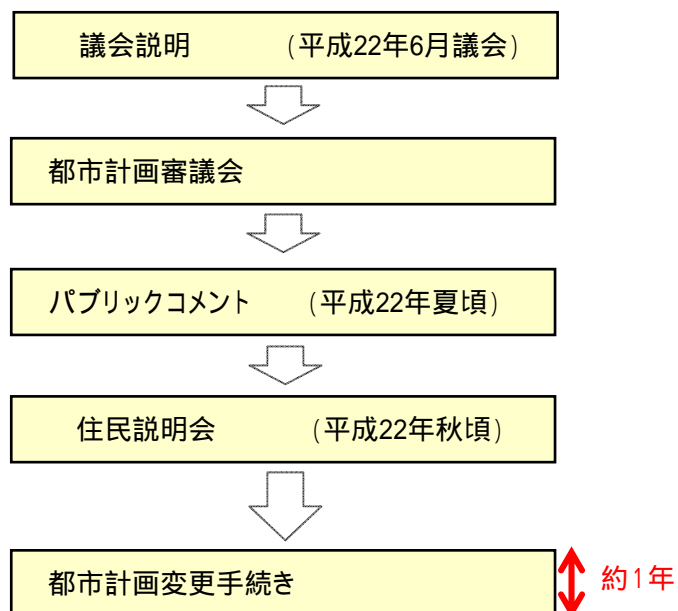 議会説明　(平成22年6月議会)
都市計画審議会
パブリックコメント　(平成22年夏頃)
住民説明会　(平成22年秋頃)
都市計画変更手続き　約1年